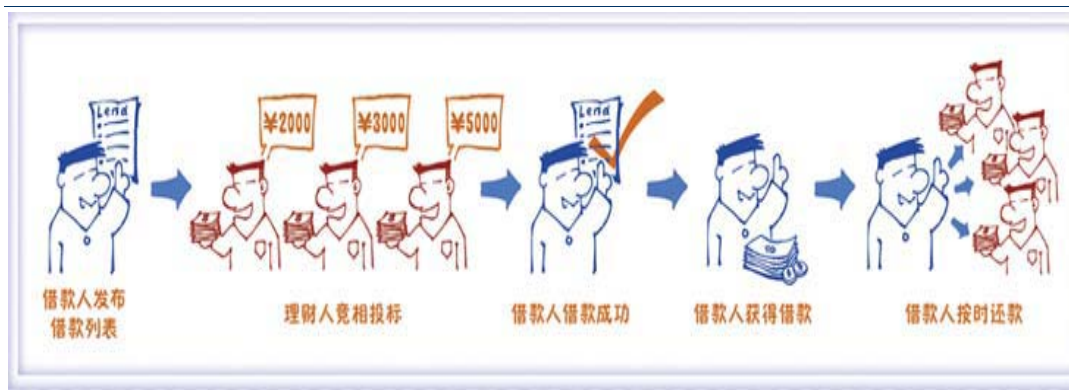 Lend
¥2000
¥3000
¥5000
Lend
借款人发布
借款列表
理财人竞相投标
借款人借款成功
借款人获得借款
借款人按时还款